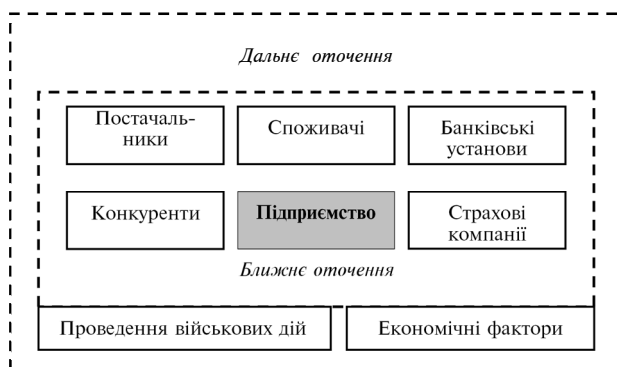 Дальнє оточення
Постачаль-
ники
Споживачі
Банківські
установи
Конкуренти
Підприємство
Страхові
компанії
Ближнє оточення
Проведення військових дій
Економічні фактори